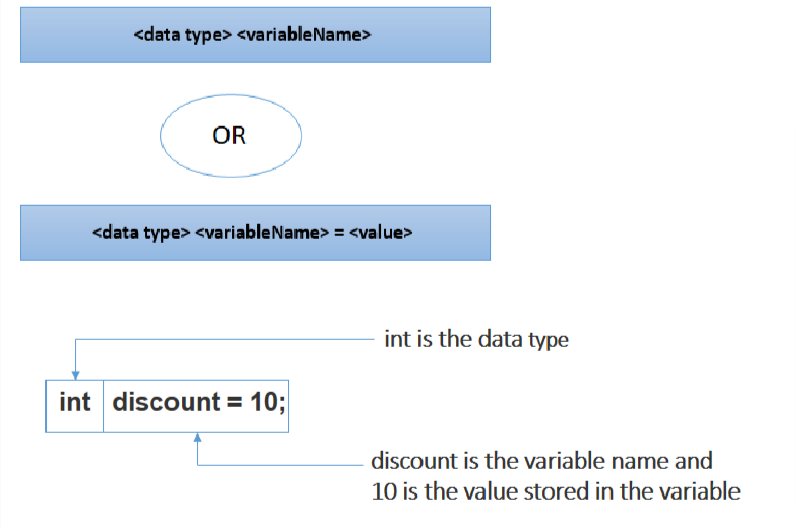 <data type> <variableName>
OR
<data type> <variableName> = <value>
int is the data type
int discount = 10;
discount is the variable name and
10 is the value stored in the variable